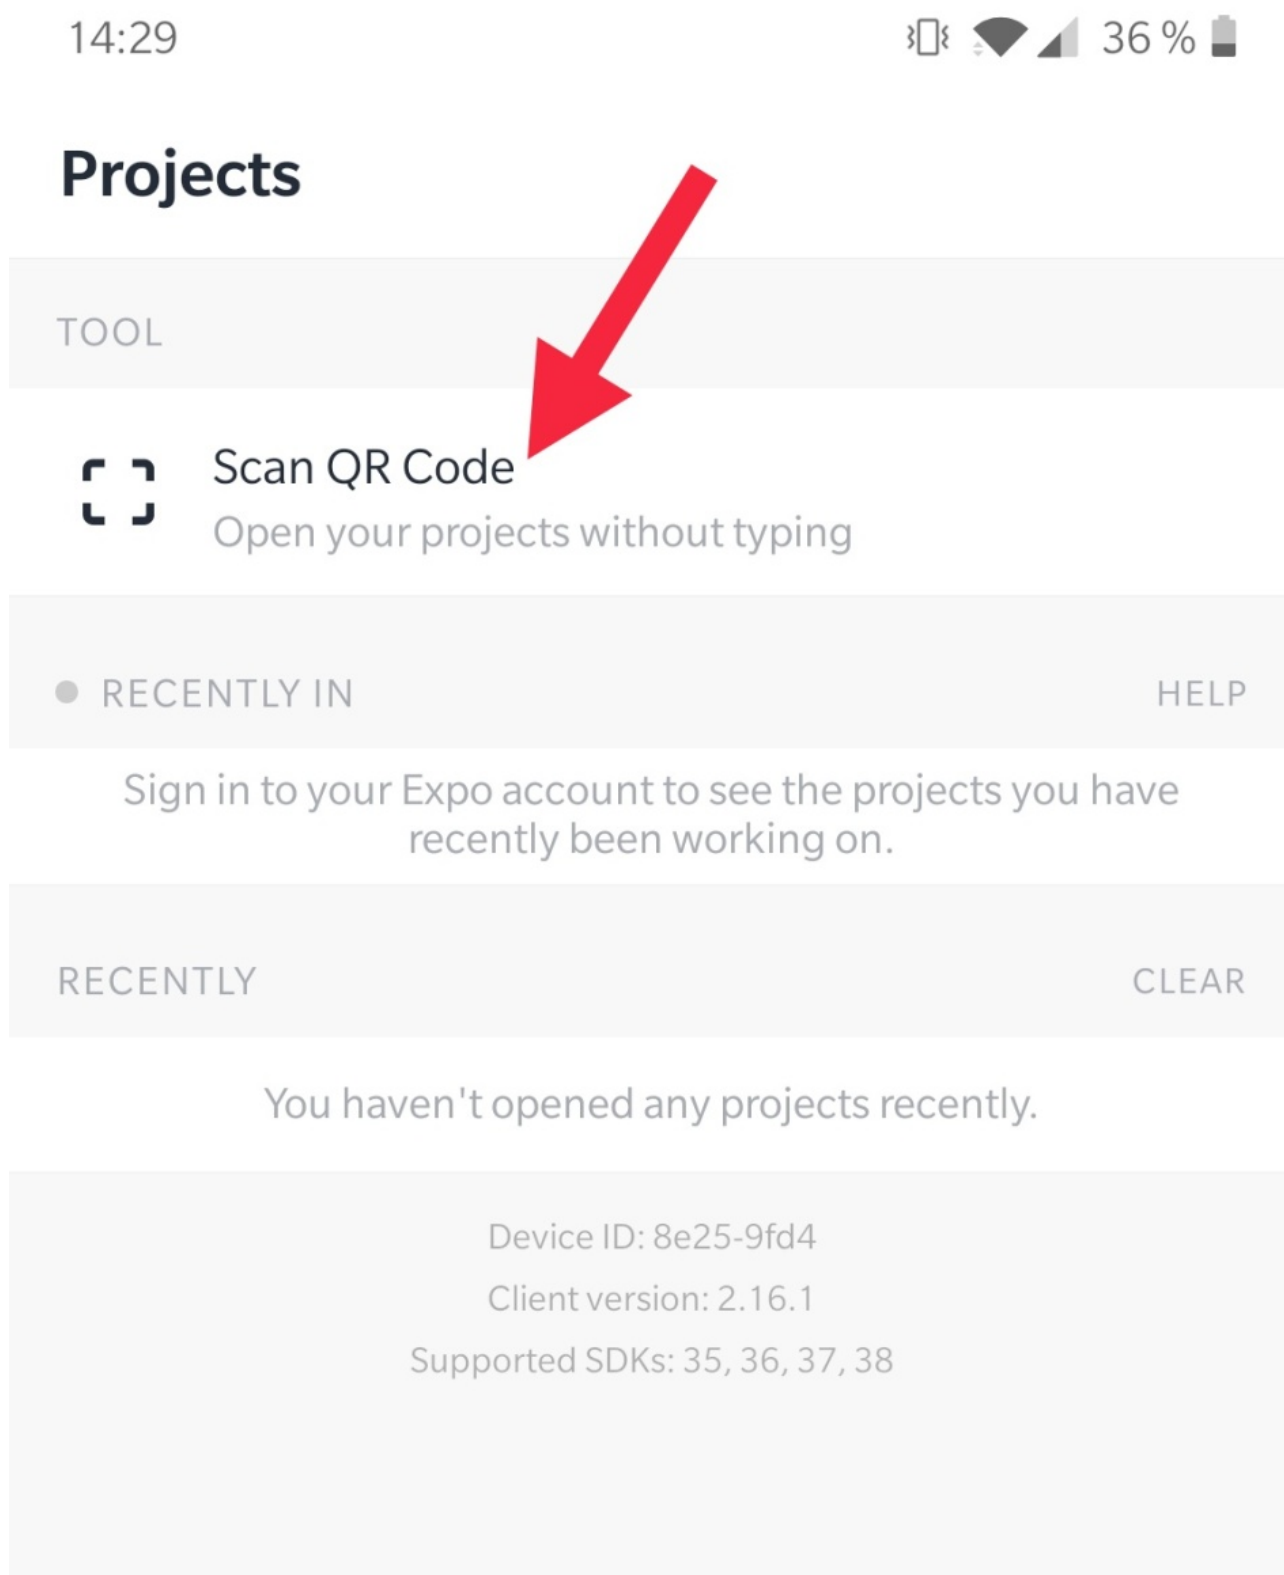 14:29 36 %
Projects
TOOL
Scan QR Code
Open your projects without typing
RECENTLY IN HELP
Sign in to your Expo account to see the projects you have
recently been working on.
RECENTLY CLEAR
You haven't opened any projects recently.
Device ID: 8e25-9fd4
Client version: 2.16.1
Supported SDKs: 35, 36, 37, 38